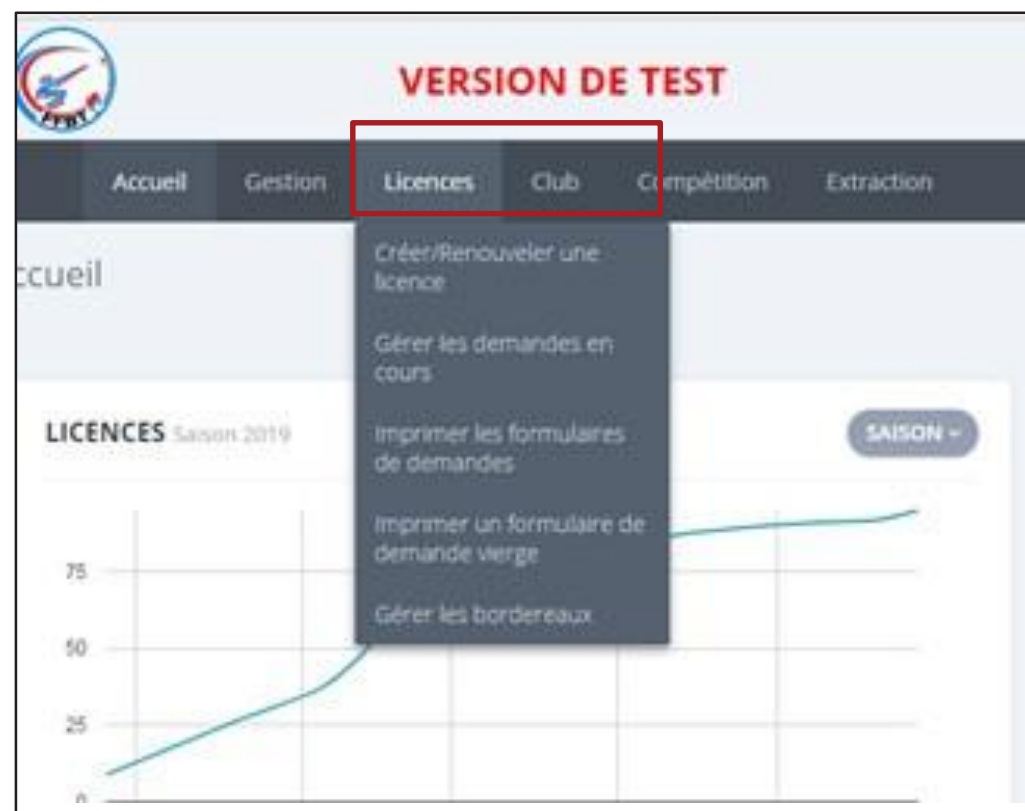 VERSION DE TEST
Accueil Gestion Licences Club Compétition Extraction
ccueil
Créer/Renouveler une
licence
Gérer les demandes en
cours
Imprimer les formulaires
de demandes
Imprimer un formulaire de
demande vierge
Gérer les bordereaux
LICENCES Saison 2019
SAISON
75
50
25
0